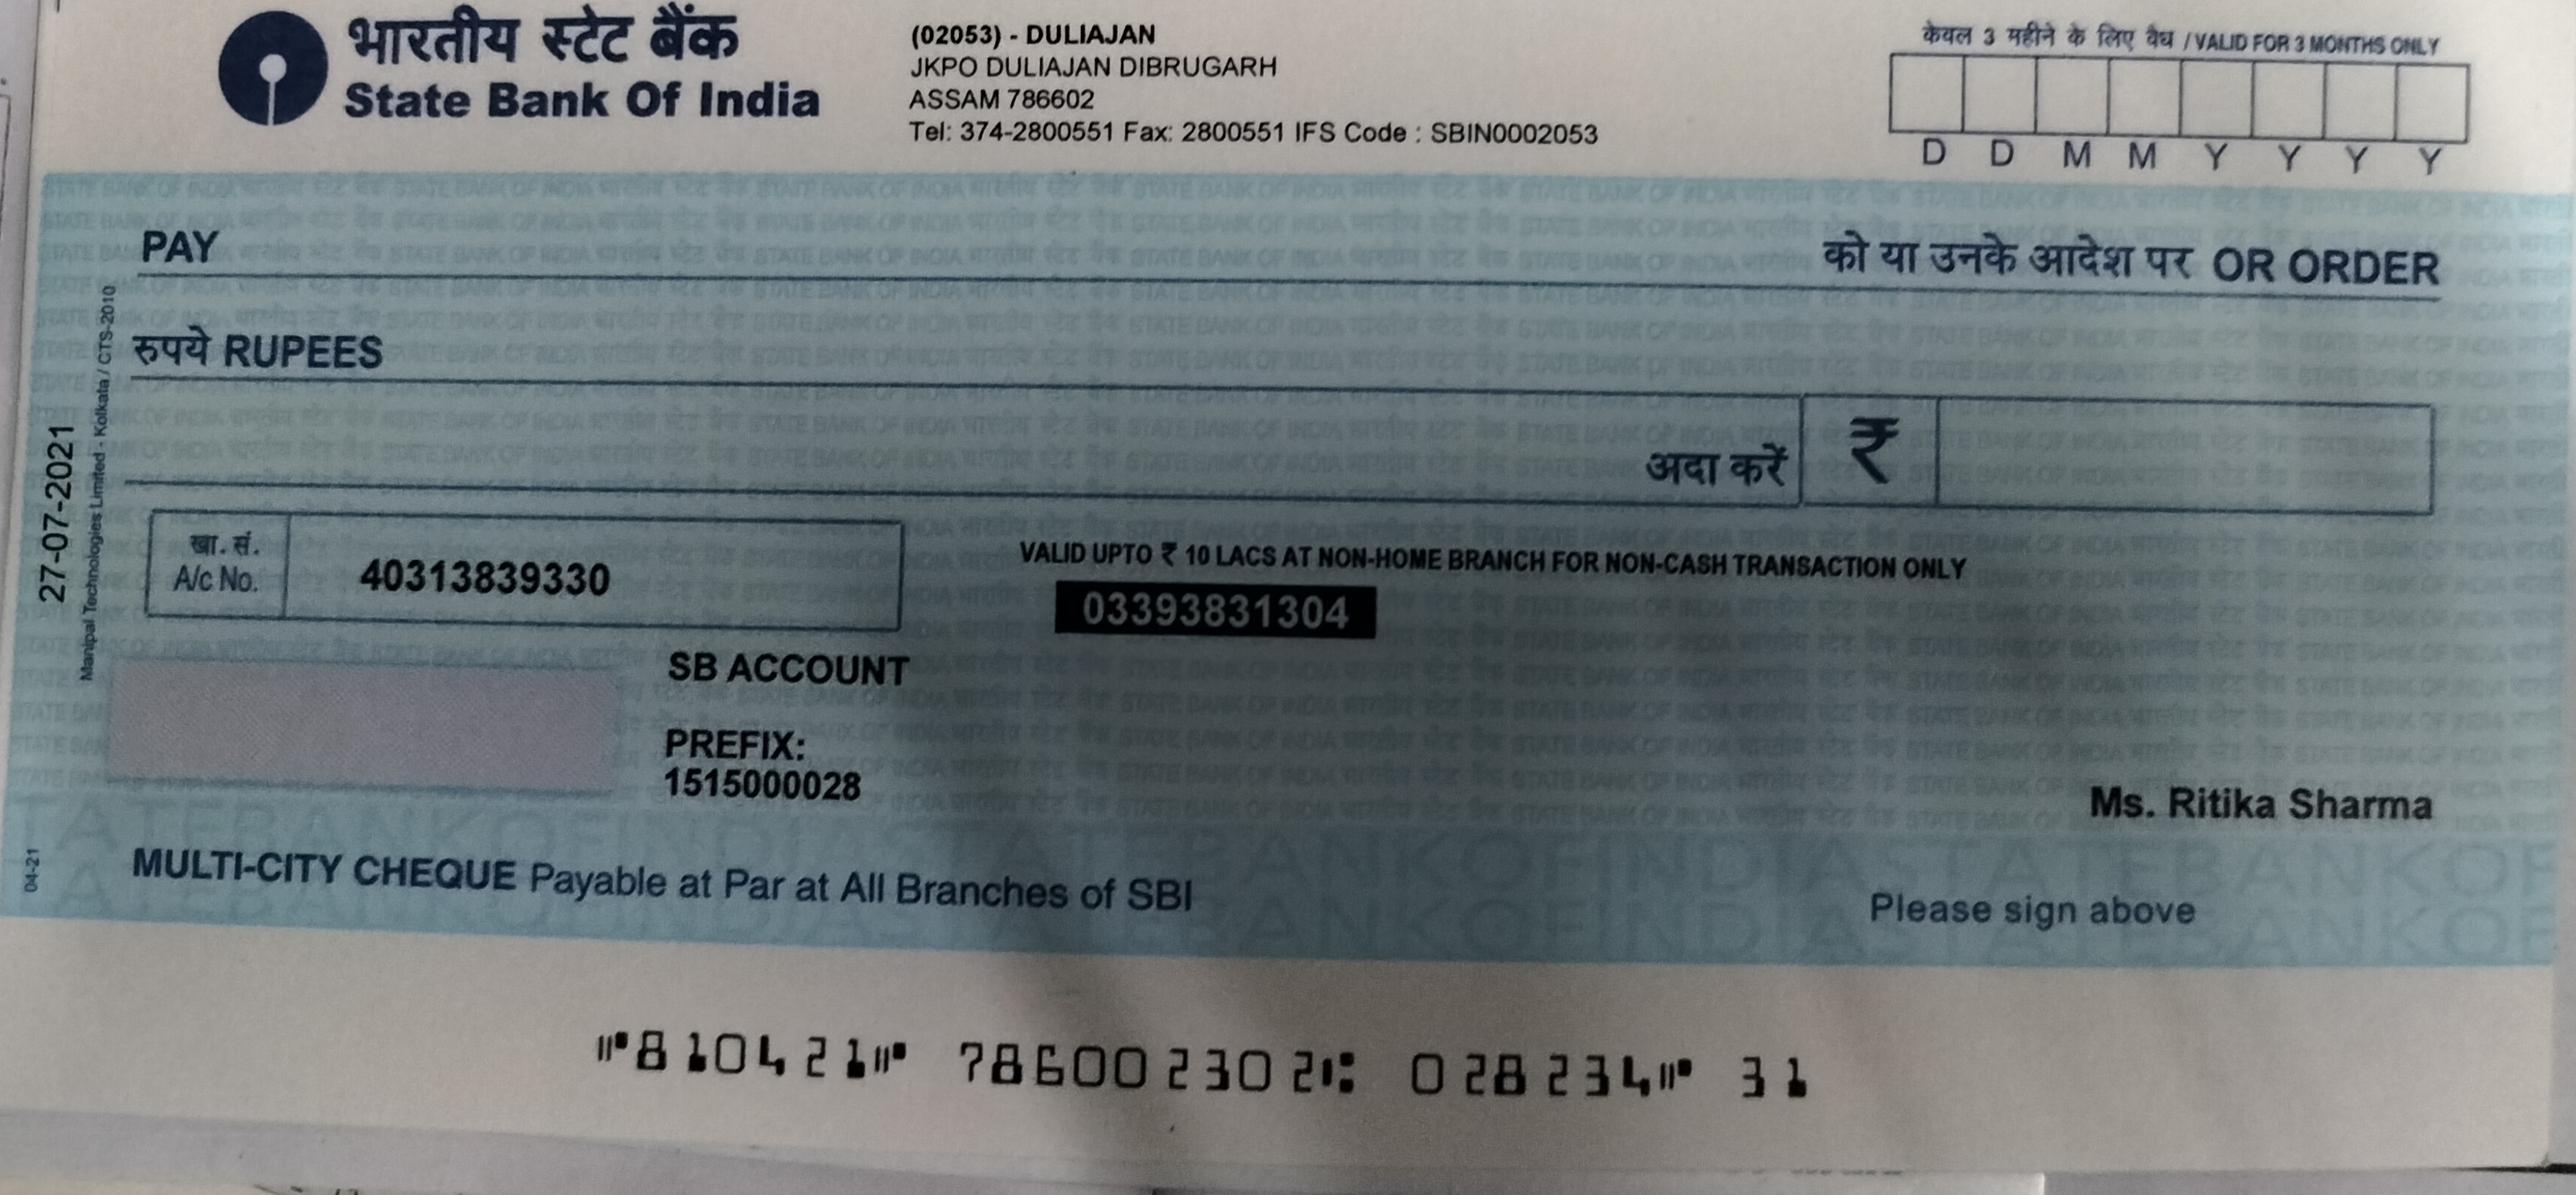 भारतीय स्टेट बैंक
State Bank Of India
(02053) - DULIAJAN
JKPO DULIAJAN DIBRUGARH
ASSAM 786602
Tel: 374-2800551 Fax: 2800551 IFS Code : SBIN0002053
केवल 3 महीने के लिए वैध / VALID FOR 3 MONTHS ONLY
D D M M Y Y Y Y
PAY
को या उनके आदेश पर OR ORDER
रुपये RUPEES
अदा करें ₹
27-07-2021
Manipal Technologies Limited - Kolkata / CTS-2010
खा. सं.
A/c No. 40313839330
VALID UPTO ₹ 10 LACS AT NON-HOME BRANCH FOR NON-CASH TRANSACTION ONLY
03393831304
SB ACCOUNT
PREFIX:
1515000028
Ms. Ritika Sharma
04-21
MULTI-CITY CHEQUE Payable at Par at All Branches of SBI
Please sign above
⑈810421⑈ 786002302⑆ 028234⑈ 31